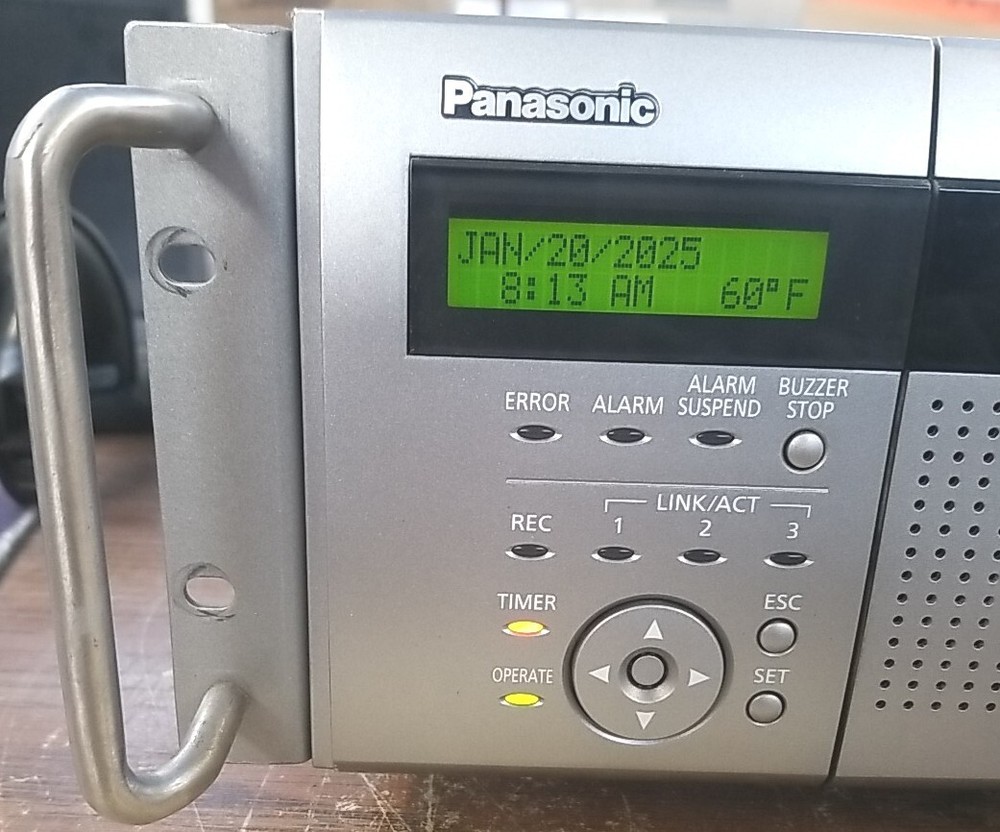 Panasonic
JAN/20/2025
8:13 AM 60°F
ERROR ALARM ALARM SUSPEND BUZZER STOP
LINK/ACT
REC 1 2 3
TIMER ESC
OPERATE SET